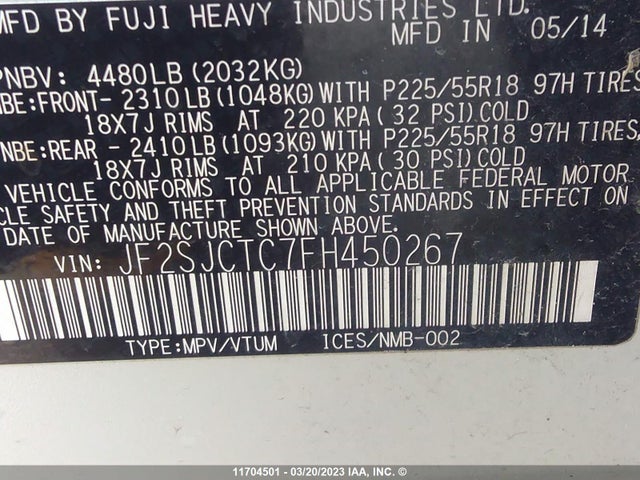 MFD BY FUJI HEAVY INDUSTRIES LTD.
MFD IN 05/14
PNBV: 4480LB (2032KG)
NBE:FRONT- 2310LB (1048KG) WITH P225/55R18 97H TIRES
18X7J RIMS AT 220 KPA (32 PSI) COLD
NBE:REAR - 2410LB (1093KG) WITH P225/55R18 97H TIRES,
18X7J RIMS AT 210 KPA (30 PSI) COLD
VEHICLE CONFORMS TO ALL APPLICABLE FEDERAL MOTOR
CLE SAFETY AND THEFT PREVENTION STANDARDS IN EFFECT ON
DATE OF MANUFACTURE SHOWN ABOVE.
VIN: JF2SJCTC7FH450267
TYPE:MPV/VTUM ICES/NMB-002
11704501 - 03/20/2023 IAA, INC. ©